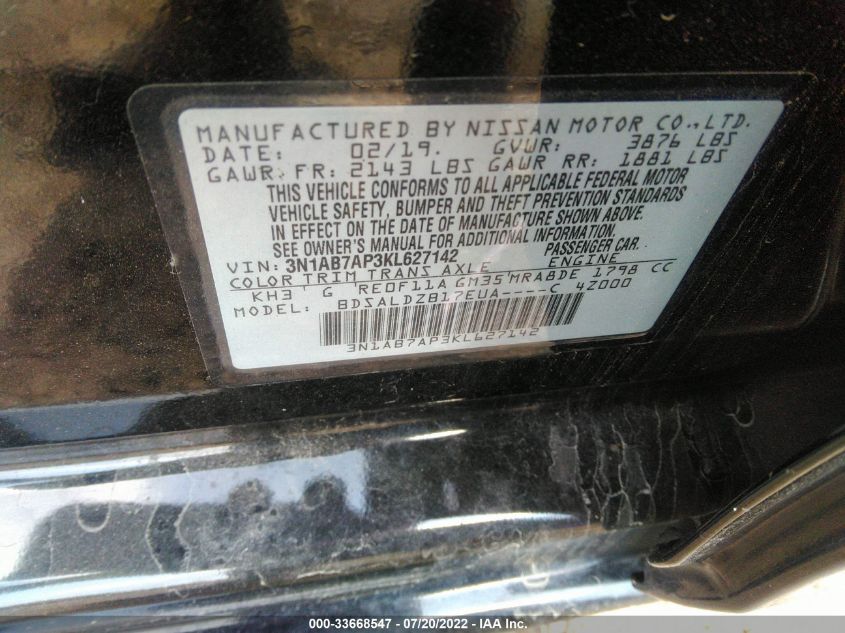 MANUFACTURED BY NISSAN MOTOR CO.,LTD.
DATE: 02/19. GVWR: 3876 LBS
GAWR FR: 2143 LBS GAWR RR: 1881 LBS
THIS VEHICLE CONFORMS TO ALL APPLICABLE FEDERAL MOTOR
VEHICLE SAFETY, BUMPER AND THEFT PREVENTION STANDARDS
IN EFFECT ON THE DATE OF MANUFACTURE SHOWN ABOVE.
SEE OWNER'S MANUAL FOR ADDITIONAL INFORMATION.
VIN: 3N1AB7AP3KL627142 PASSENGER CAR.
COLOR TRIM TRANS AXLE ENGINE
KH3 G RE0F11A GM35 MRA8DE 1798 CC
MODEL: BDSALDZB17EUA----C 4Z000
3N1AB7AP3KL627142
000-33668547 / 07/20/2022 - IAA Inc.